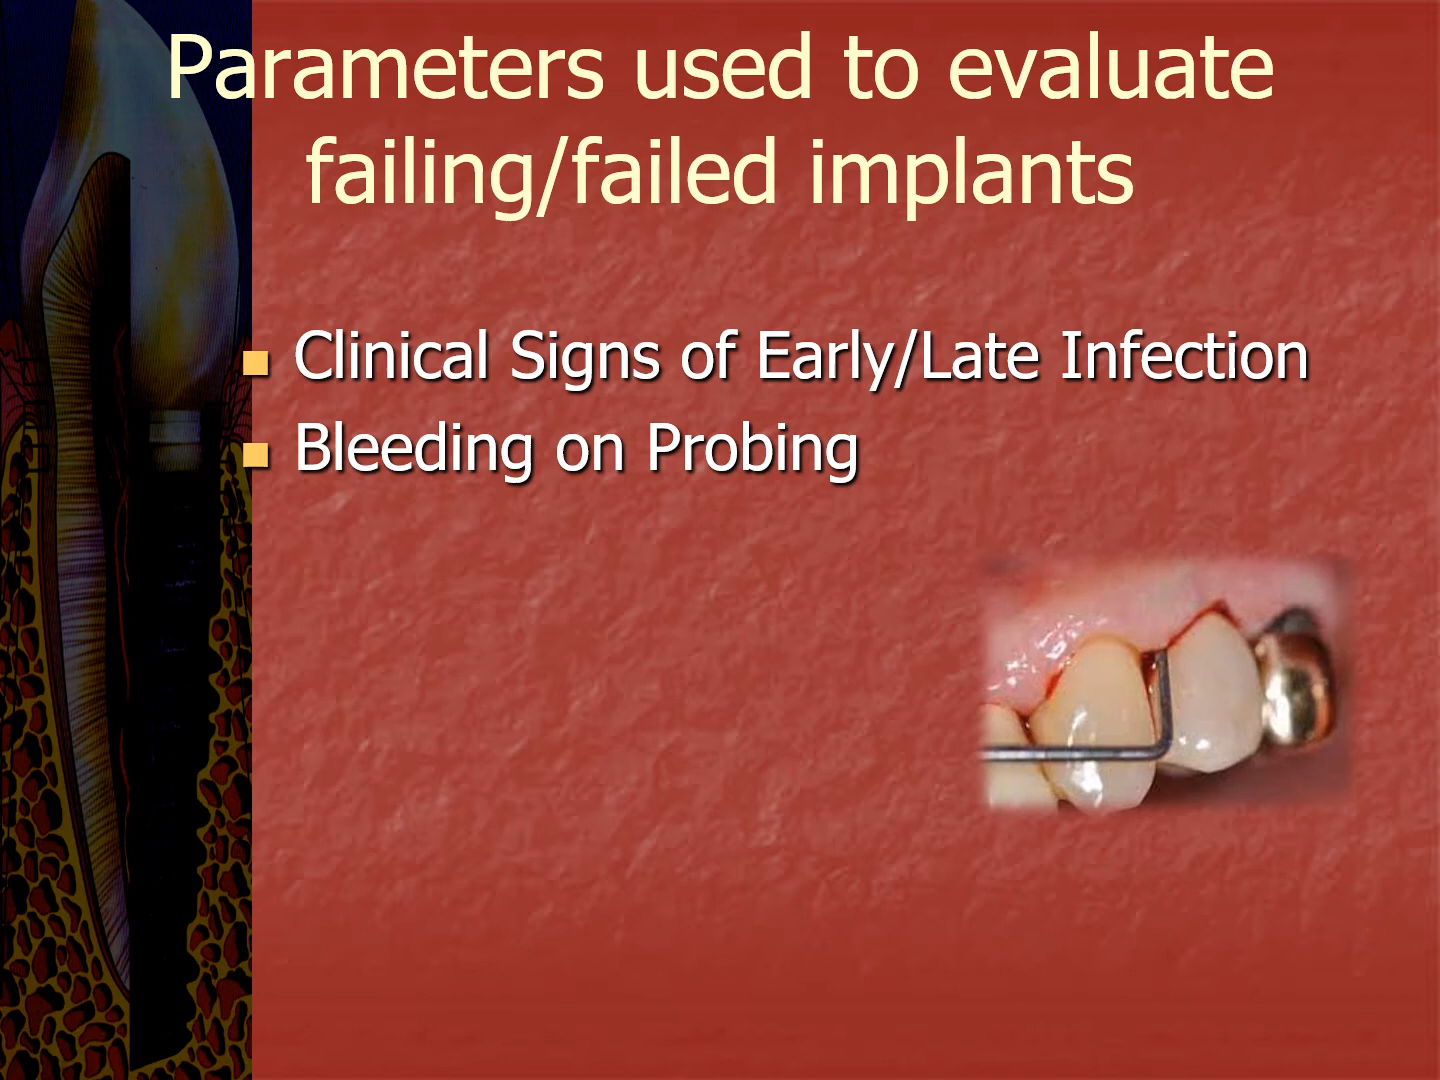 Parameters used to evaluate
failing/failed implants
Clinical Signs of Early/Late Infection
Bleeding on Probing